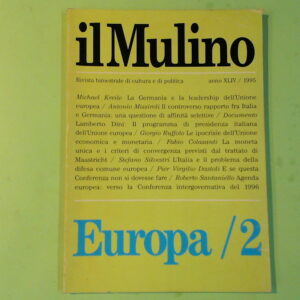 il Mulino
Rivista bimestrale di cultura e di politica anno XLIV / 1995
Michael Kreile La Germania e la leadership dell'Unione
europea / Antonio Missiroli Il controverso rapporto fra Italia
e Germania: una questione di affinità selettive / Documento
Lamberto Dini Il programma di presidenza italiana
dell'Unione europea / Giorgio Ruffolo Le ipocrisie dell'Unione
economica e monetaria / Fabio Colasanti La moneta
unica e i criteri di convergenza previsti dal trattato di
Maastricht / Stefano Silvestri L'Italia e il problema della
difesa comune europea / Pier Virgilio Dastoli E se questa
Conferenza non si dovesse fare / Roberto Santaniello Agenda
europea: verso la Conferenza intergovernativa del 1996
Europa / 2